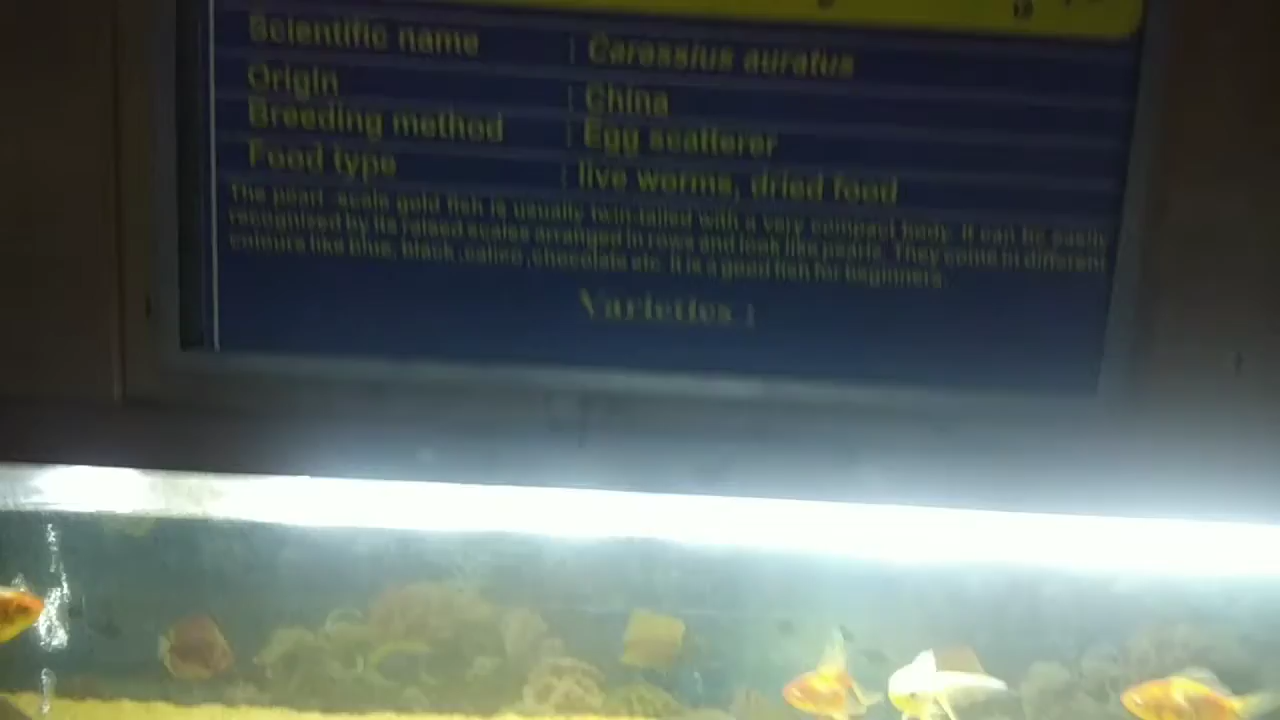 Scientific name : Caressius auratus
Origin : China
Breeding method : Egg scatterer
Food type : live worms, dried food
The pearl scale gold fish is usually twin-tailed with a very compact body. It can be easily
recognised by its raised scales arranged in rows and look like pearls. They come in different
colours like blue, black, calico, chocolate etc. It is a good fish for beginners.
Varieties :